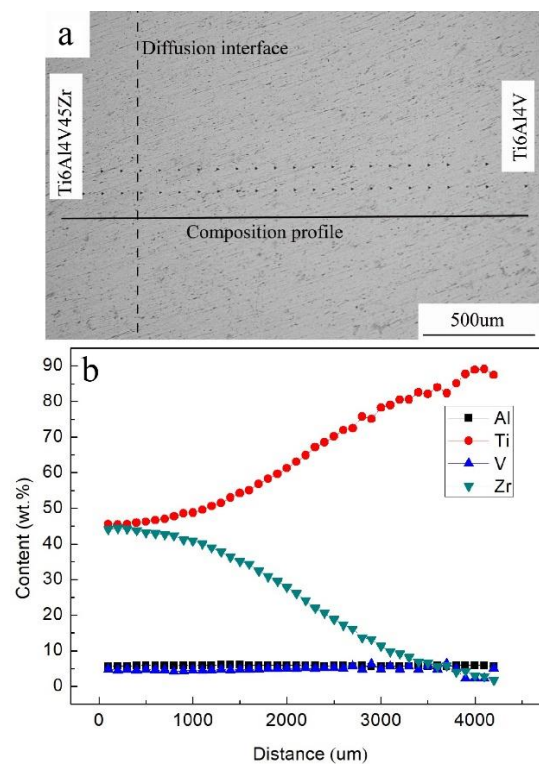 a
Diffusion interface
Ti6Al4V45Zr
Ti6Al4V
Composition profile
500um
b
90
80
70
60
50
40
30
20
10
0
Content (wt.%)
Al
Ti
V
Zr
0 1000 2000 3000 4000
Distance (um)